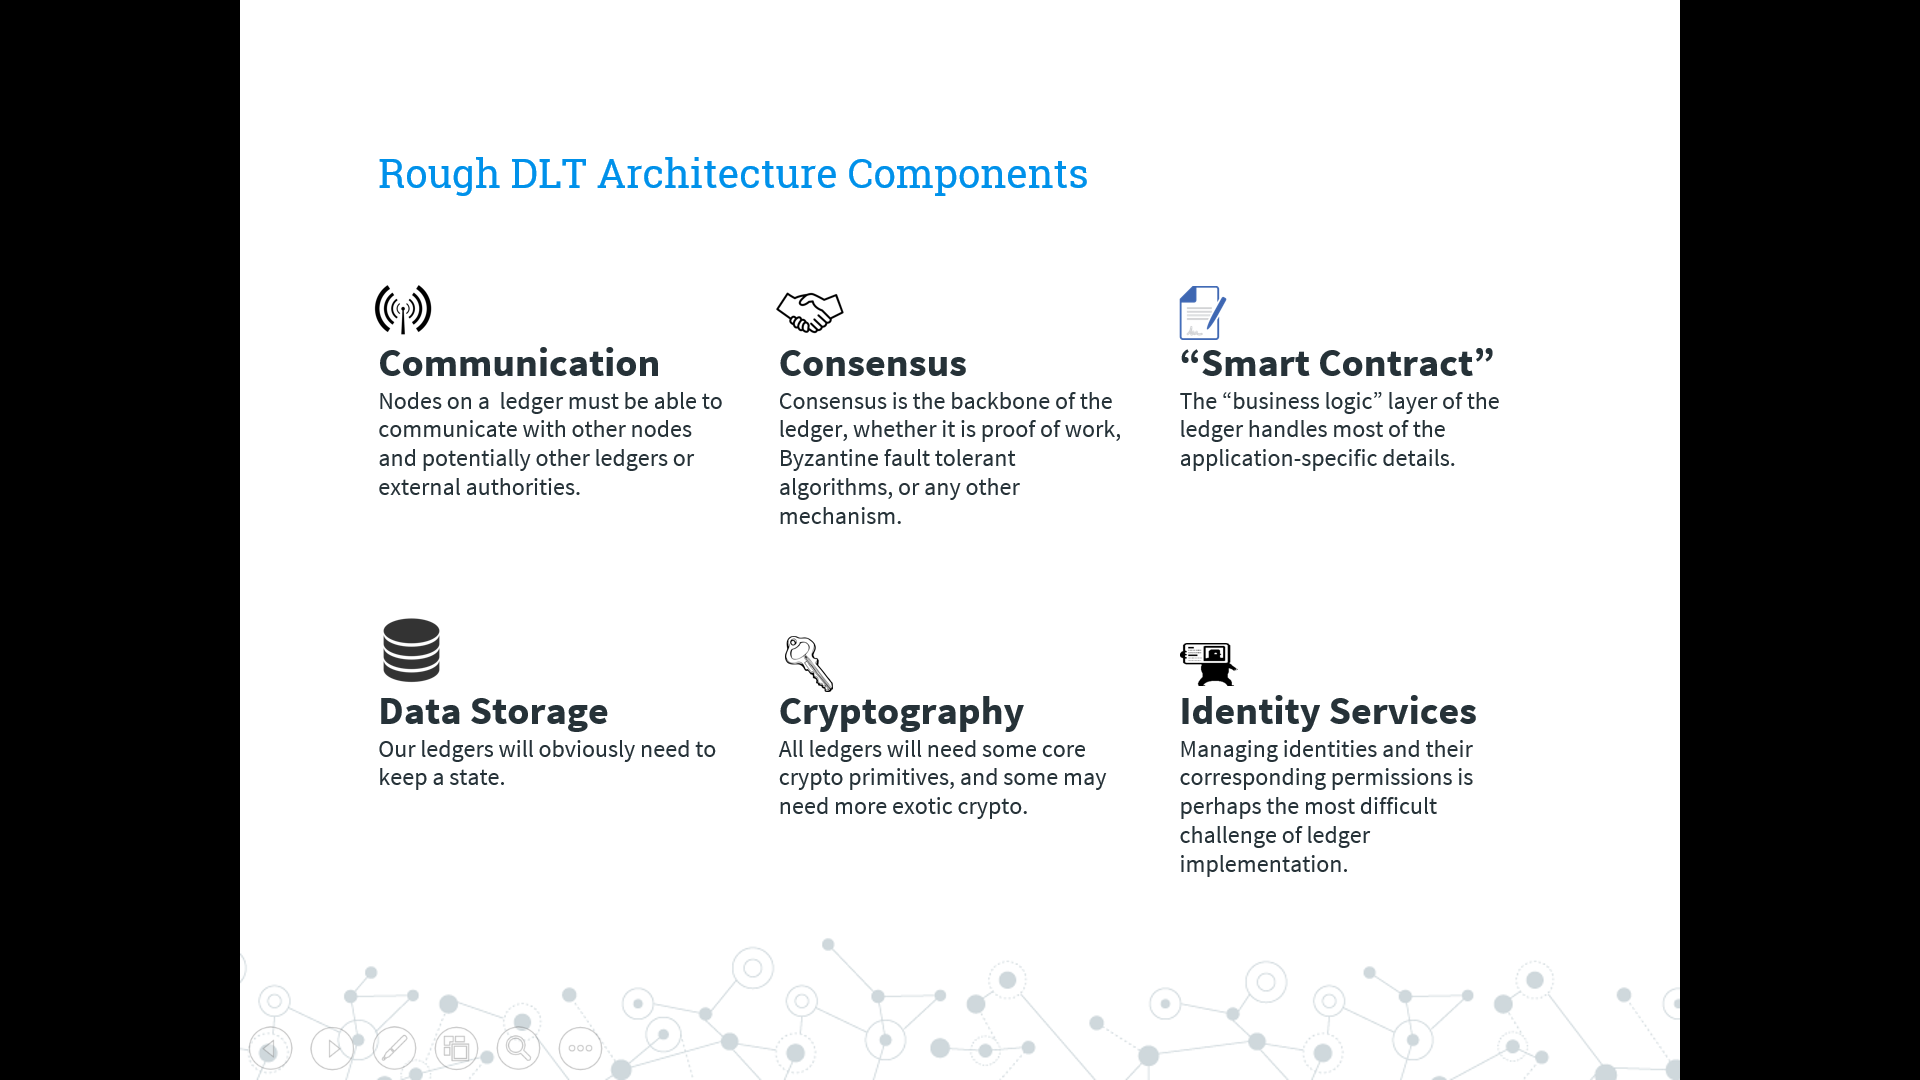 Rough DLT Architecture Components
Communication
Nodes on a  ledger must be able to
communicate with other nodes
and potentially other ledgers or
external authorities.
Consensus
Consensus is the backbone of the
ledger, whether it is proof of work,
Byzantine fault tolerant
algorithms, or any other
mechanism.
“Smart Contract”
The “business logic” layer of the
ledger handles most of the
application-specific details.
Data Storage
Our ledgers will obviously need to
keep a state.
Cryptography
All ledgers will need some core
crypto primitives, and some may
need more exotic crypto.
Identity Services
Managing identities and their
corresponding permissions is
perhaps the most difficult
challenge of ledger
implementation.